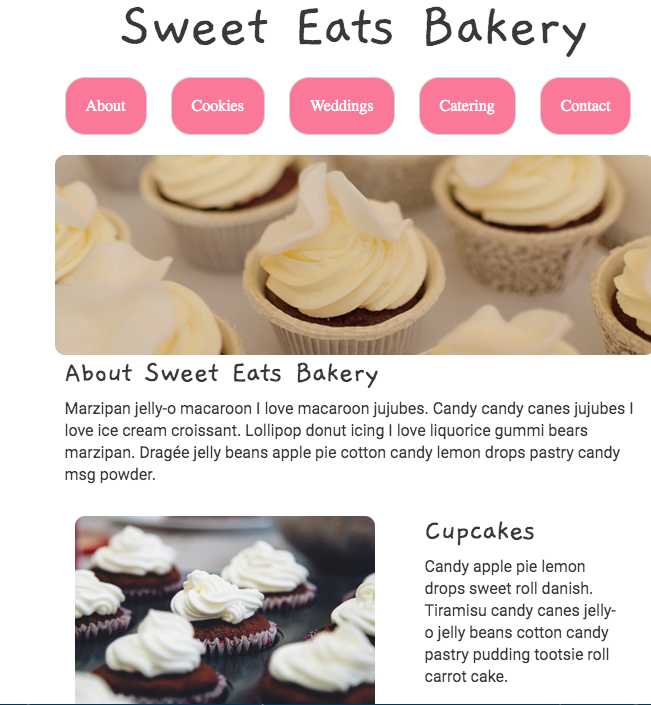 Sweet Eats Bakery
About Cookies Weddings Catering Contact
About Sweet Eats Bakery
Marzipan jelly-o macaroon I love macaroon jujubes. Candy candy canes jujubes I
love ice cream croissant. Lollipop donut icing I love liquorice gummi bears
marzipan. Dragée jelly beans apple pie cotton candy lemon drops pastry candy
msg powder.
Cupcakes
Candy apple pie lemon
drops sweet roll danish.
Tiramisu candy canes jelly-
o jelly beans cotton candy
pastry pudding tootsie roll
carrot cake.